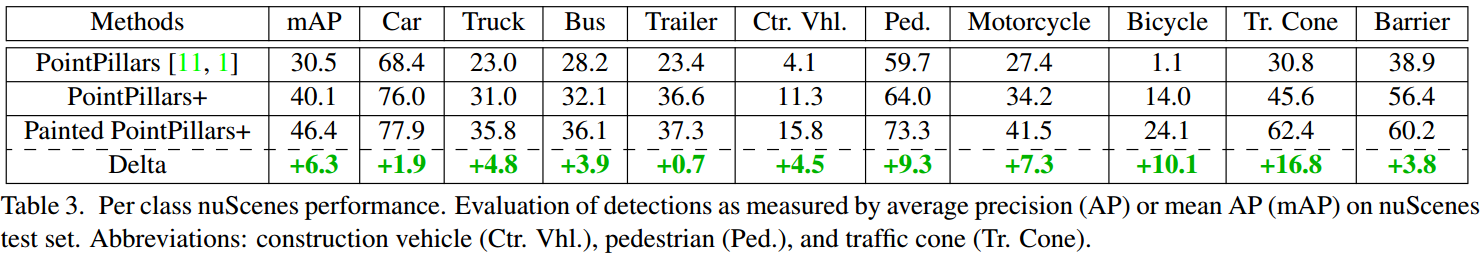 Methods mAP Car Truck Bus Trailer Ctr. Vhl. Ped. Motorcycle Bicycle Tr. Cone Barrier
PointPillars [11, 1] 30.5 68.4 23.0 28.2 23.4 4.1 59.7 27.4 1.1 30.8 38.9
PointPillars+ 40.1 76.0 31.0 32.1 36.6 11.3 64.0 34.2 14.0 45.6 56.4
Painted PointPillars+ 46.4 77.9 35.8 36.1 37.3 15.8 73.3 41.5 24.1 62.4 60.2
Delta +6.3 +1.9 +4.8 +3.9 +0.7 +4.5 +9.3 +7.3 +10.1 +16.8 +3.8
Table 3. Per class nuScenes performance. Evaluation of detections as measured by average precision (AP) or mean AP (mAP) on nuScenes
test set. Abbreviations: construction vehicle (Ctr. Vhl.), pedestrian (Ped.), and traffic cone (Tr. Cone).